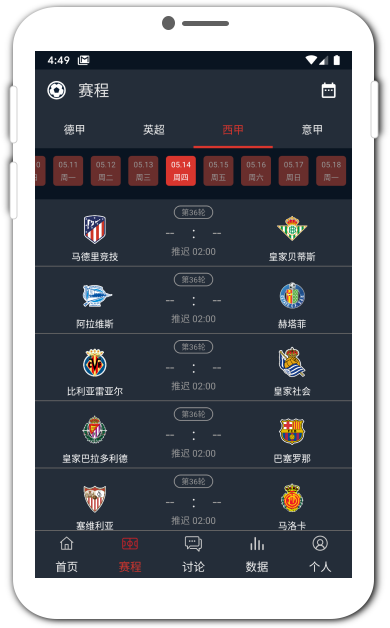 4:49
赛程
德甲 英超 西甲 意甲
05.11 05.12 05.13 05.14 05.15 05.16 05.17 05.18
周一 周二 周三 周四 周五 周六 周日 周一
第36轮
-- : --
马德里竞技 推迟 02:00 皇家贝蒂斯
第36轮
-- : --
阿拉维斯 推迟 02:00 赫塔菲
第36轮
-- : --
比利亚雷亚尔 推迟 02:00 皇家社会
第36轮
-- : --
皇家巴拉多利德 推迟 02:00 巴塞罗那
第36轮
-- : --
塞维利亚 推迟 02:00 马洛卡
首页 赛程 讨论 数据 个人